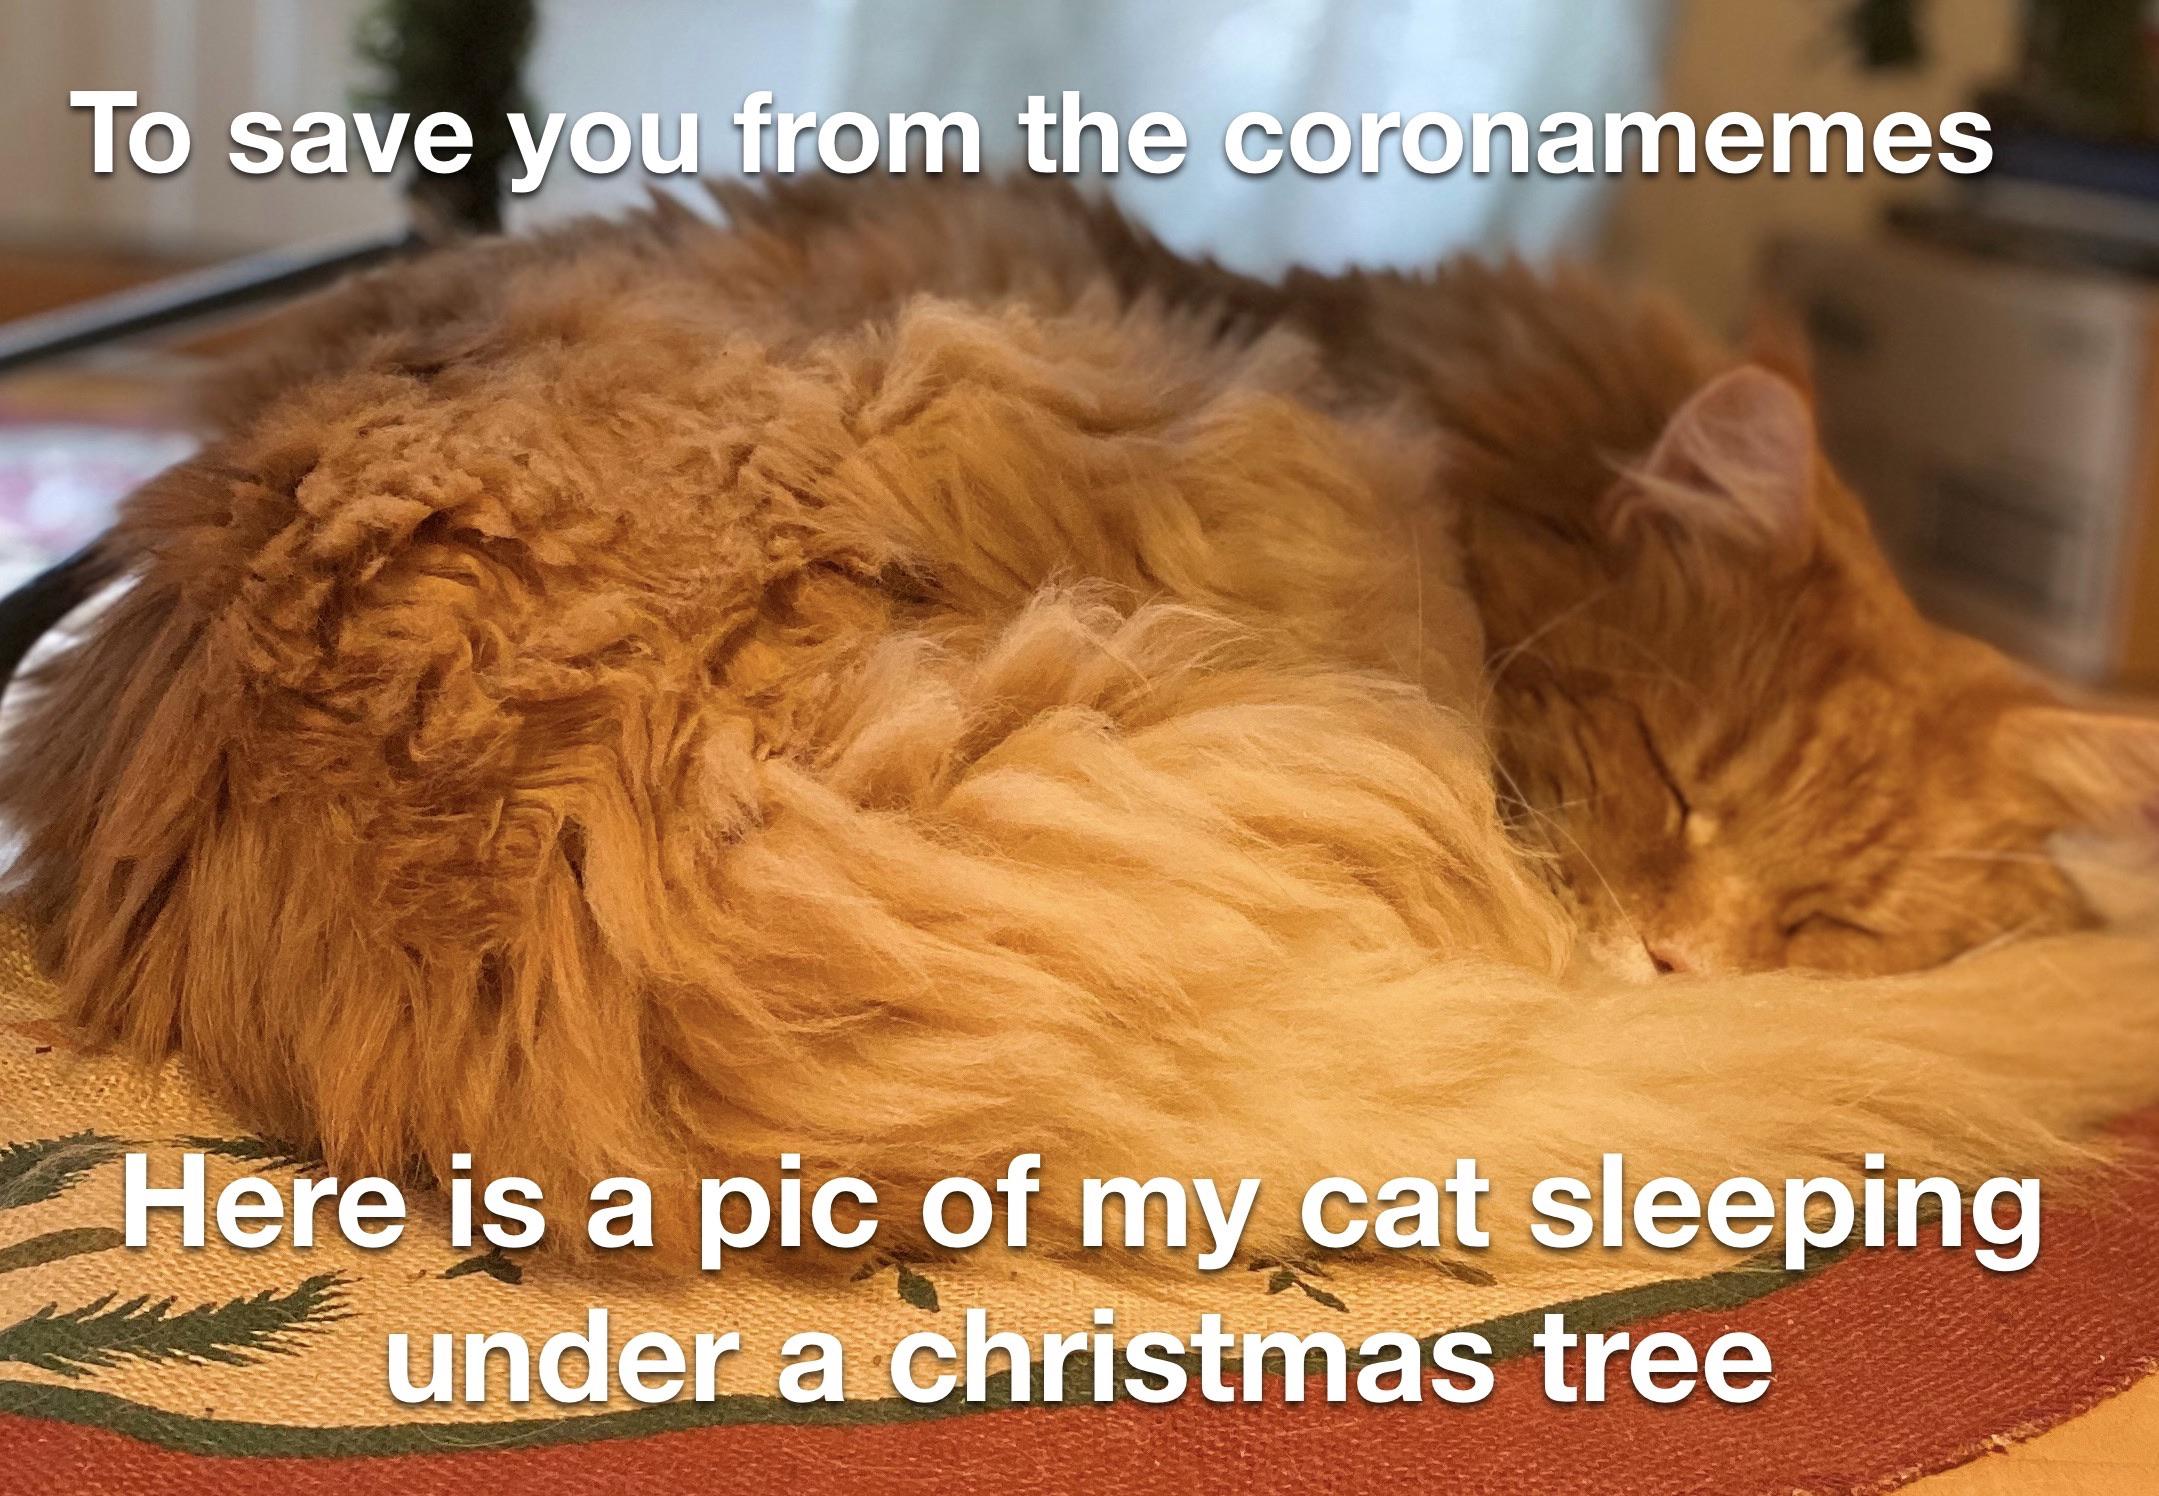 To save you from the coronamemes
Here is a pic of my cat sleeping
under a christmas tree